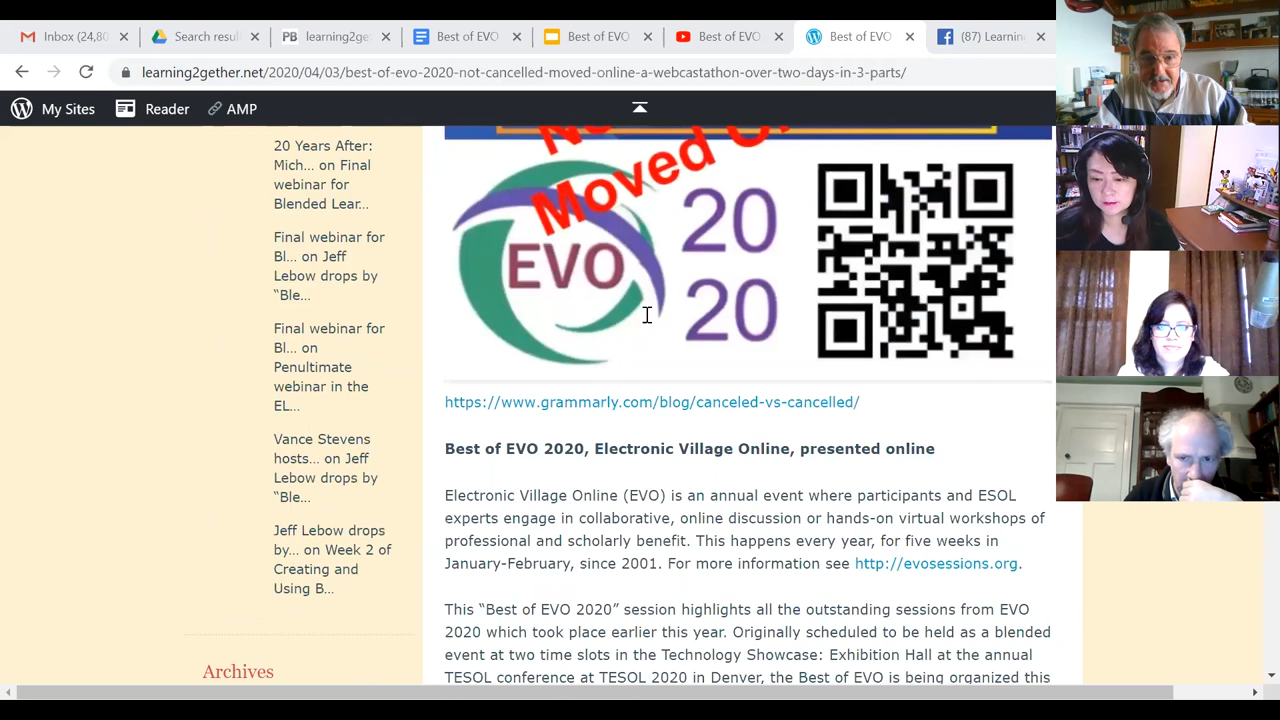 Inbox (24,80
Search resul
learning2ge
Best of EVO
Best of EVO
Best of EVO
Best of EVO
(87) Learnin
learning2gether.net/2020/04/03/best-of-evo-2020-not-cancelled-moved-online-a-webcastathon-over-two-days-in-3-parts/
My Sites
Reader
AMP
20 Years After:
Mich... on Final
webinar for
Blended Lear...
Final webinar for
Bl... on Jeff
Lebow drops by
“Ble...
Final webinar for
Bl... on
Penultimate
webinar in the
EL...
Vance Stevens
hosts... on Jeff
Lebow drops by
“Ble...
Jeff Lebow drops
by... on Week 2 of
Creating and
Using B...
Archives
Moved
EVO
20
20
https://www.grammarly.com/blog/canceled-vs-cancelled/
Best of EVO 2020, Electronic Village Online, presented online
Electronic Village Online (EVO) is an annual event where participants and ESOL
experts engage in collaborative, online discussion or hands-on virtual workshops of
professional and scholarly benefit. This happens every year, for five weeks in
January-February, since 2001. For more information see http://evosessions.org.
This “Best of EVO 2020” session highlights all the outstanding sessions from EVO
2020 which took place earlier this year. Originally scheduled to be held as a blended
event at two time slots in the Technology Showcase: Exhibition Hall at the annual
TESOL conference at TESOL 2020 in Denver, the Best of EVO is being organized this